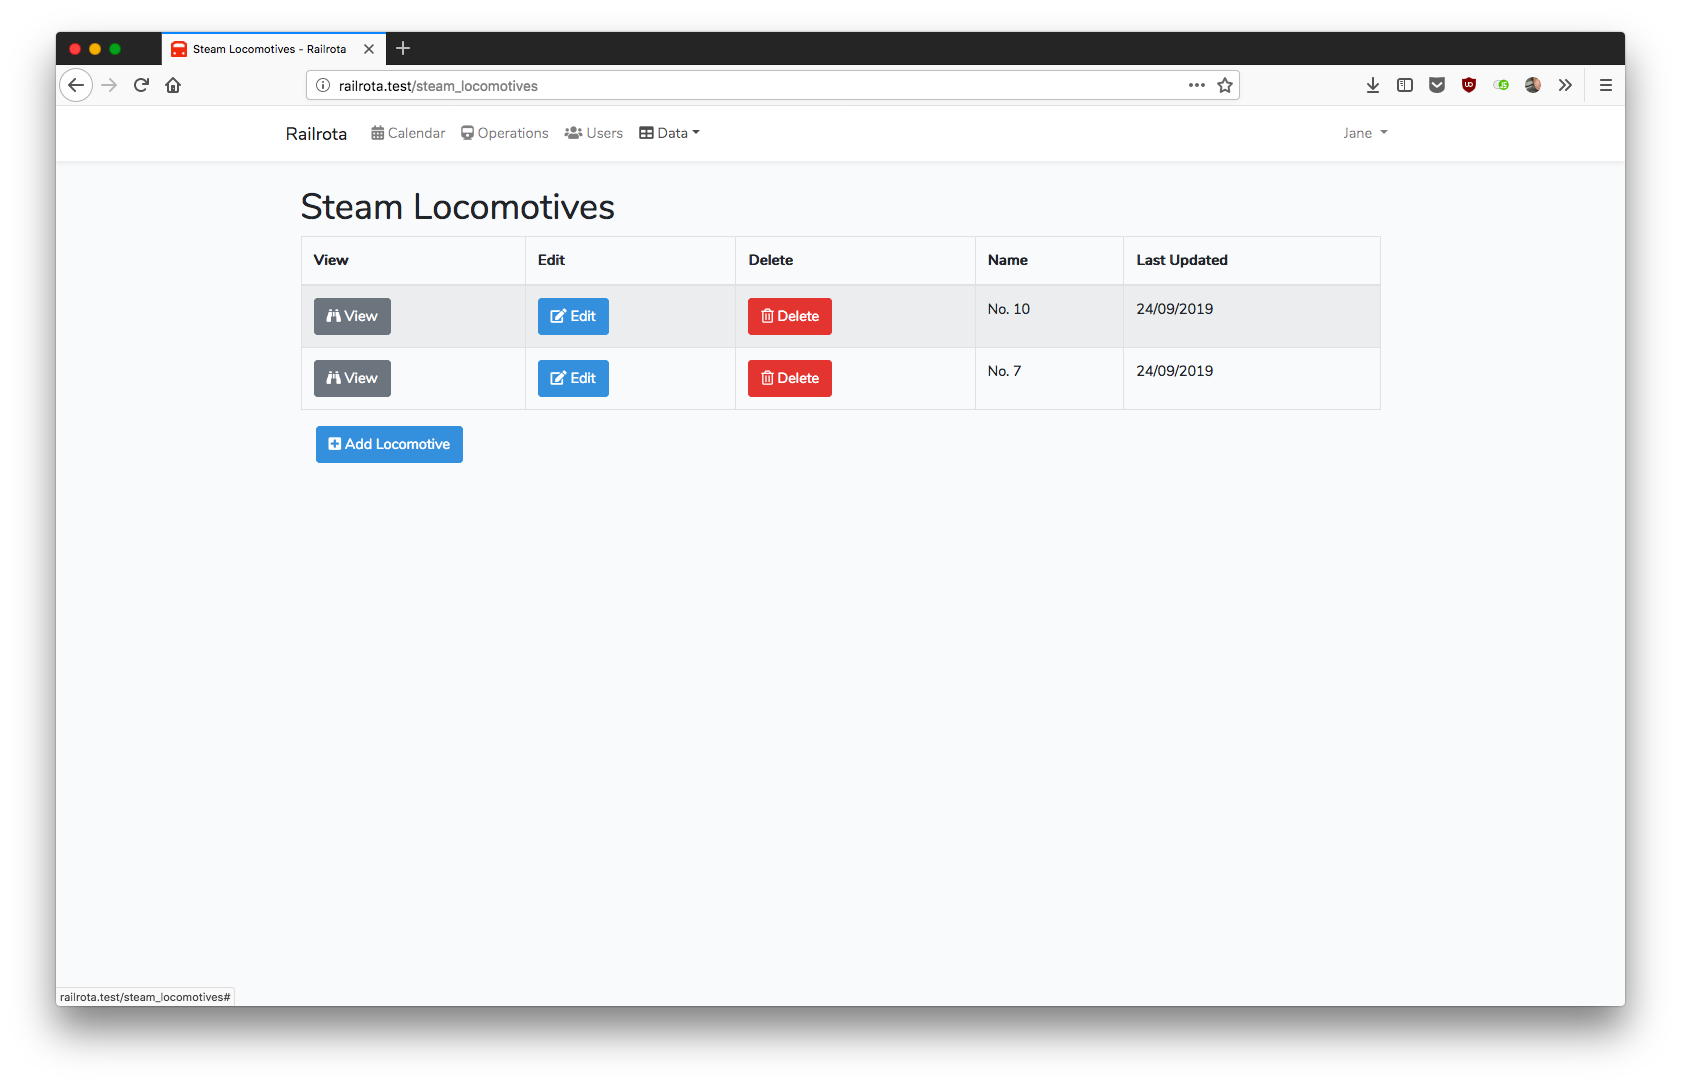 Steam Locomotives - Railrota
railrota.test/steam_locomotives
Railrota Calendar Operations Users Data Jane
Steam Locomotives
View Edit Delete Name Last Updated
View Edit Delete No. 10 24/09/2019
View Edit Delete No. 7 24/09/2019
Add Locomotive
railrota.test/steam_locomotives#